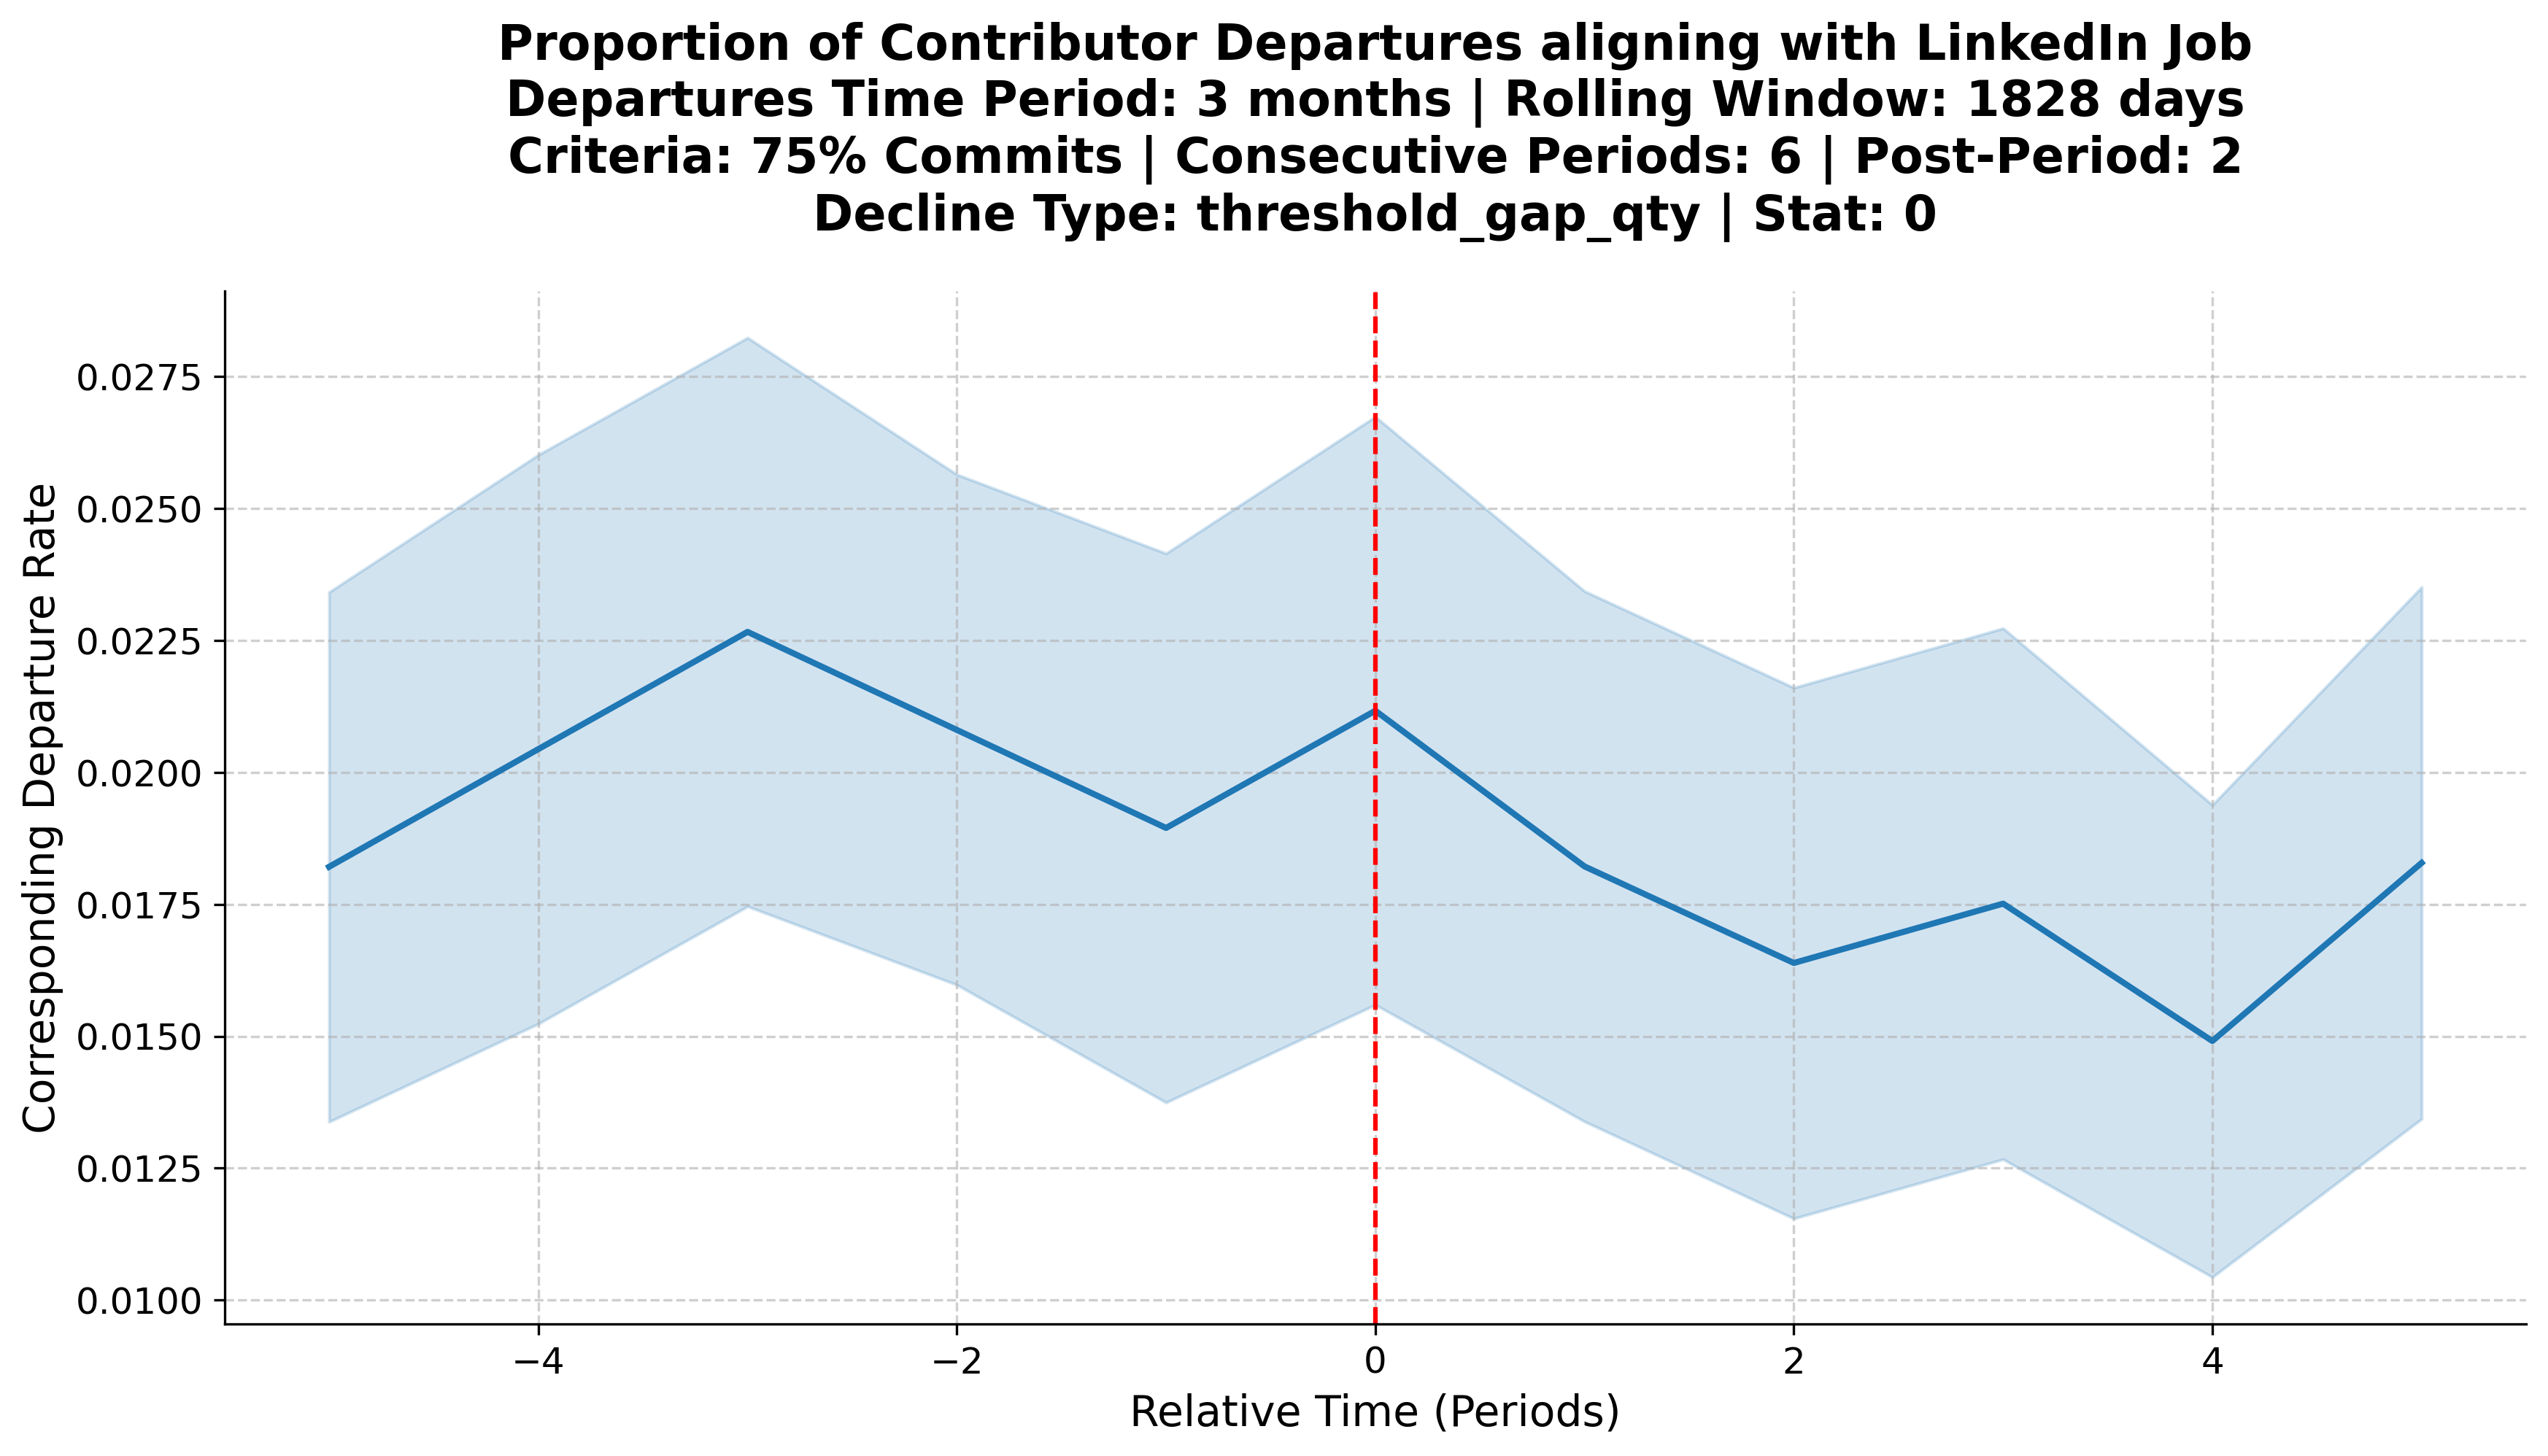 Proportion of Contributor Departures aligning with LinkedIn Job
Departures Time Period: 3 months | Rolling Window: 1828 days
Criteria: 75% Commits | Consecutive Periods: 6 | Post-Period: 2
Decline Type: threshold_gap_qty | Stat: 0
Corresponding Departure Rate
0.0275
0.0250
0.0225
0.0200
0.0175
0.0150
0.0125
0.0100
−4 −2 0 2 4
Relative Time (Periods)